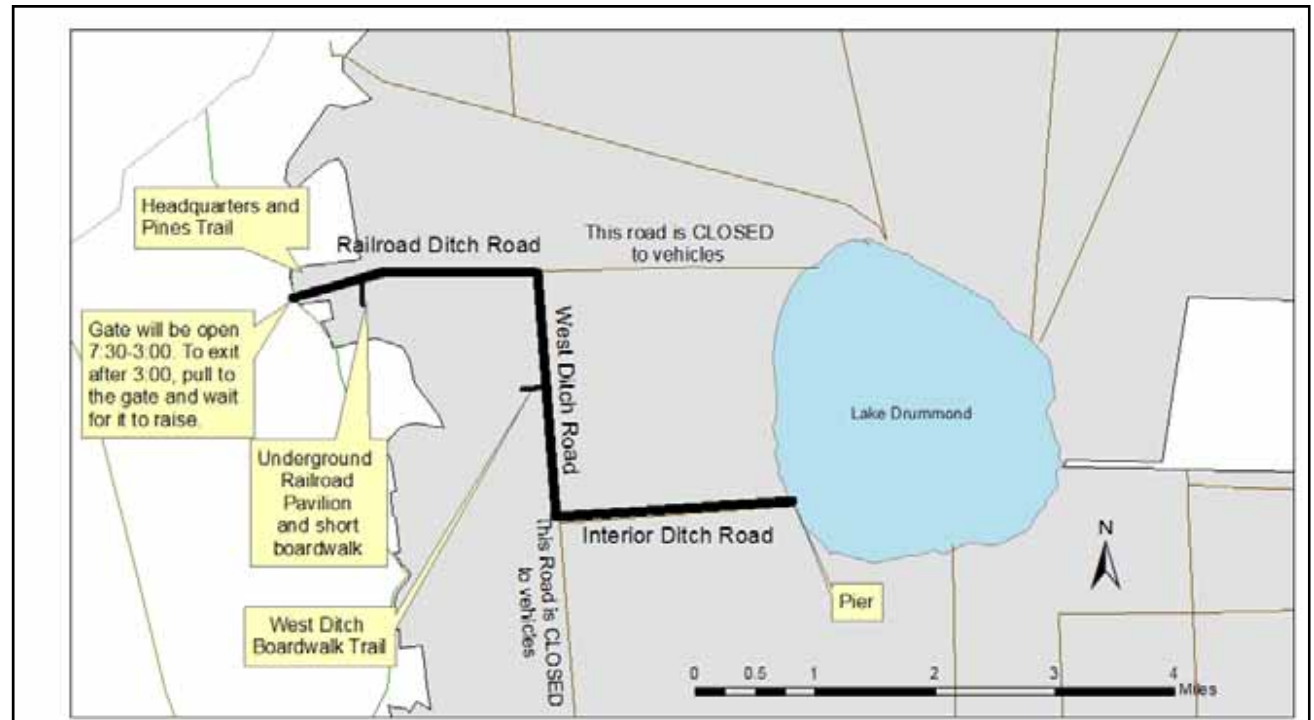 Headquarters and
Pines Trail
Railroad Ditch Road
This road is CLOSED
to vehicles
Gate will be open
7:30-3:00. To exit
after 3:00, pull to
the gate and wait
for it to raise.
West Ditch Road
Lake Drummond
Underground
Railroad
Pavilion
and short
boardwalk
Interior Ditch Road
N
This Road is CLOSED
to vehicles
Pier
West Ditch
Boardwalk Trail
0 0.5 1 2 3 4
Miles